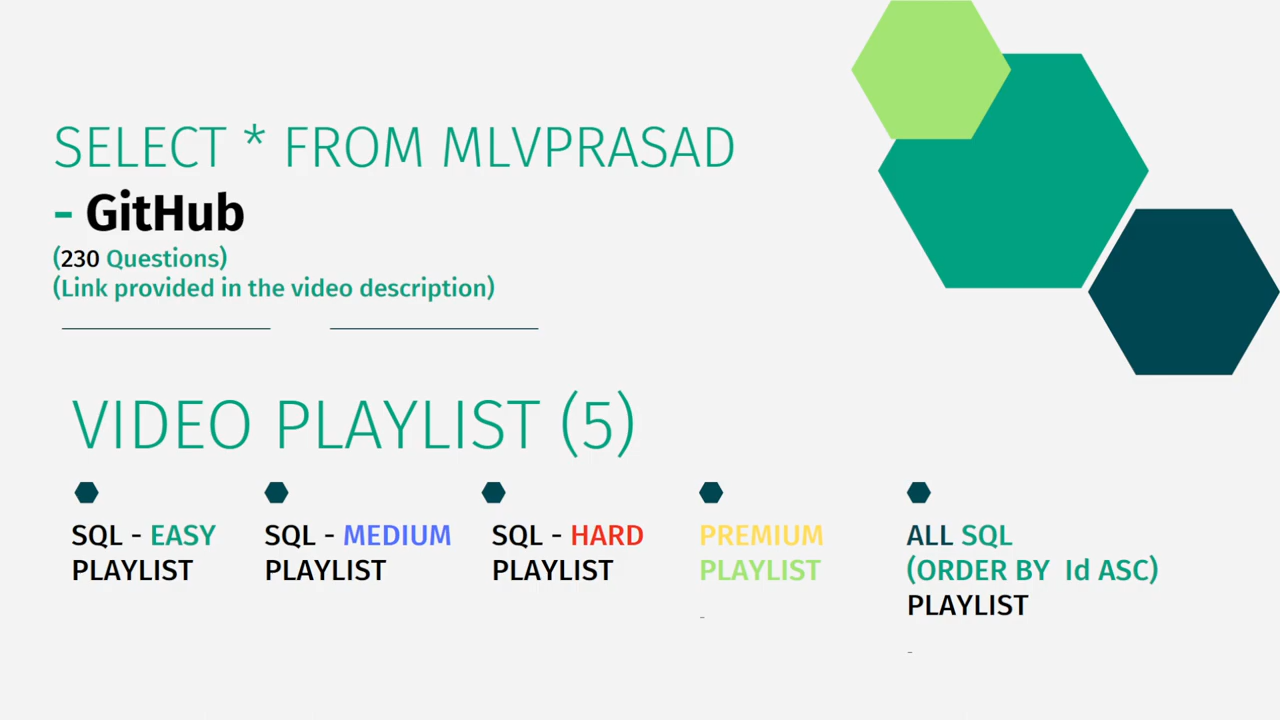 SELECT * FROM MLVPRASAD
- GitHub
(230 Questions)
(Link provided in the video description)
VIDEO PLAYLIST (5)
SQL - EASY
PLAYLIST
SQL - MEDIUM
PLAYLIST
SQL - HARD
PLAYLIST
PREMIUM
PLAYLIST
-
ALL SQL
(ORDER BY Id ASC)
PLAYLIST
-